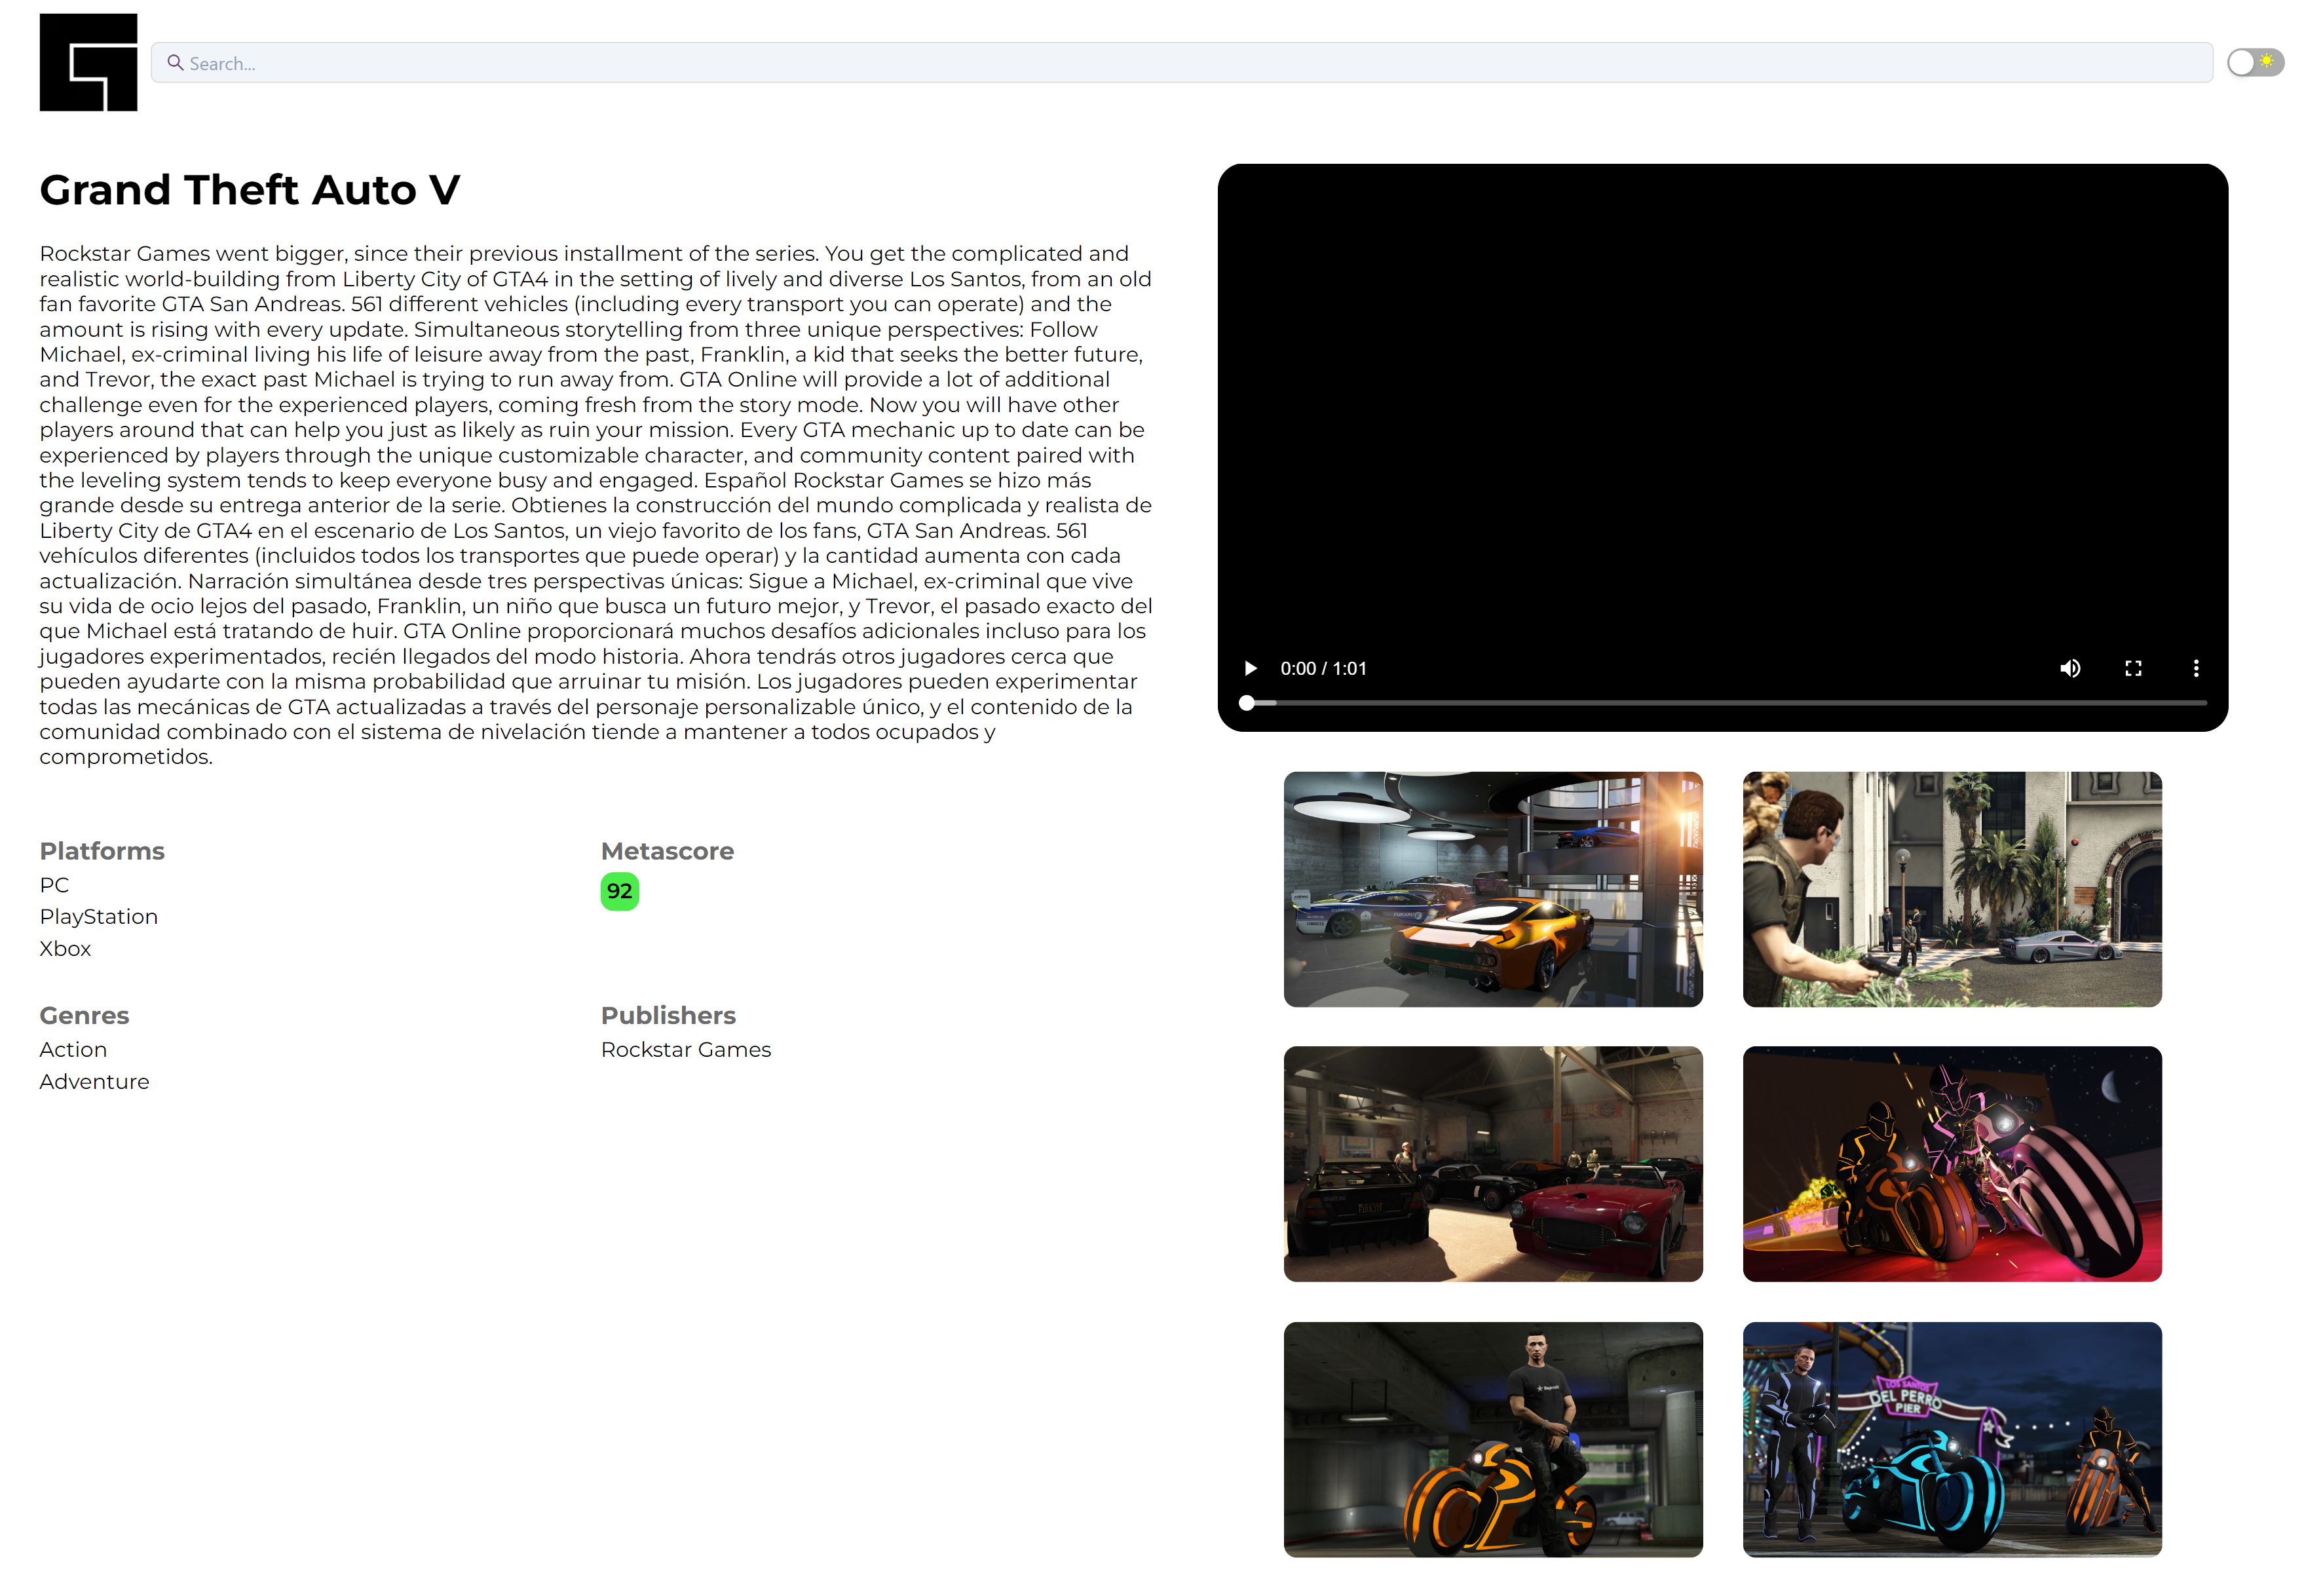 Search...
Grand Theft Auto V
Rockstar Games went bigger, since their previous installment of the series. You get the complicated and
realistic world-building from Liberty City of GTA4 in the setting of lively and diverse Los Santos, from an old
fan favorite GTA San Andreas. 561 different vehicles (including every transport you can operate) and the
amount is rising with every update. Simultaneous storytelling from three unique perspectives: Follow
Michael, ex-criminal living his life of leisure away from the past, Franklin, a kid that seeks the better future,
and Trevor, the exact past Michael is trying to run away from. GTA Online will provide a lot of additional
challenge even for the experienced players, coming fresh from the story mode. Now you will have other
players around that can help you just as likely as ruin your mission. Every GTA mechanic up to date can be
experienced by players through the unique customizable character, and community content paired with
the leveling system tends to keep everyone busy and engaged. Español Rockstar Games se hizo más
grande desde su entrega anterior de la serie. Obtienes la construcción del mundo complicada y realista de
Liberty City de GTA4 en el escenario de Los Santos, un viejo favorito de los fans, GTA San Andreas. 561
vehículos diferentes (incluidos todos los transportes que puede operar) y la cantidad aumenta con cada
actualización. Narración simultánea desde tres perspectivas únicas: Sigue a Michael, ex-criminal que vive
su vida de ocio lejos del pasado, Franklin, un niño que busca un futuro mejor, y Trevor, el pasado exacto del
que Michael está tratando de huir. GTA Online proporcionará muchos desafíos adicionales incluso para los
jugadores experimentados, recién llegados del modo historia. Ahora tendrás otros jugadores cerca que
pueden ayudarte con la misma probabilidad que arruinar tu misión. Los jugadores pueden experimentar
todas las mecánicas de GTA actualizadas a través del personaje personalizable único, y el contenido de la
comunidad combinado con el sistema de nivelación tiende a mantener a todos ocupados y
comprometidos.
Platforms
PC
PlayStation
Xbox
Metascore
92
Genres
Action
Adventure
Publishers
Rockstar Games
0:00 / 1:01
LOS SANTOS
DEL PERRO
PIER